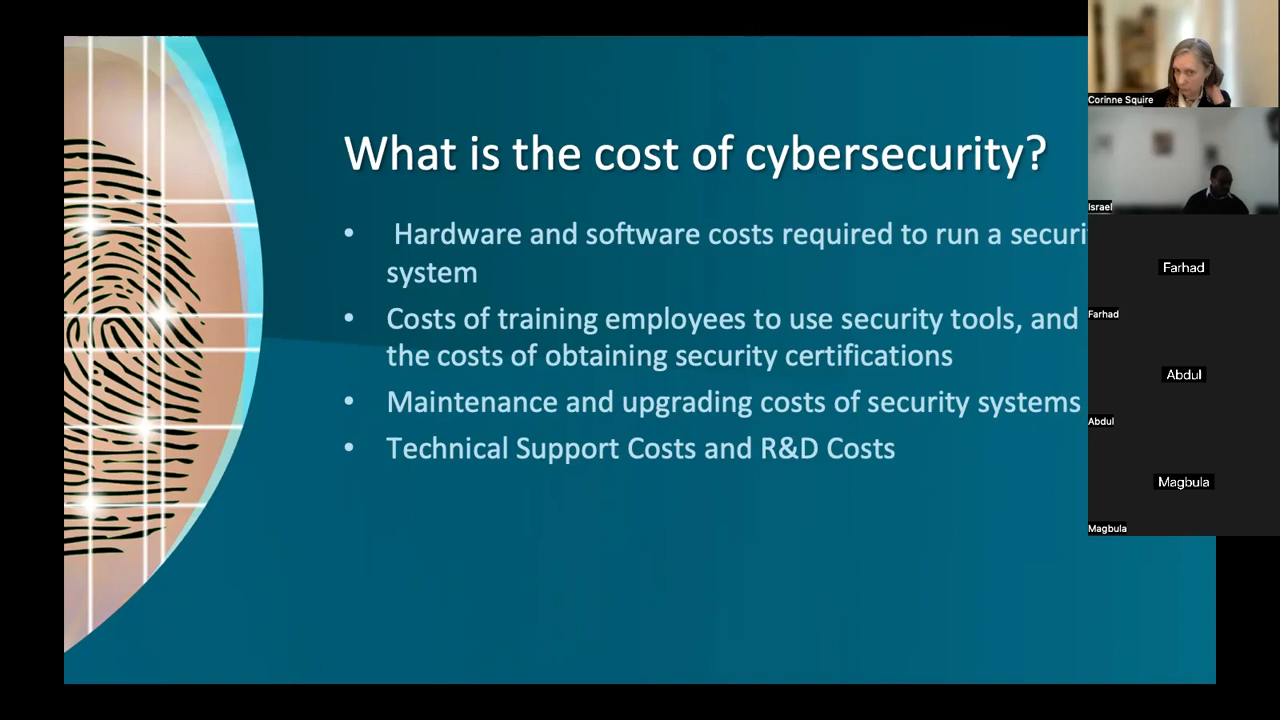 What is the cost of cybersecurity?
• Hardware and software costs required to run a securi
system
• Costs of training employees to use security tools, and
the costs of obtaining security certifications
• Maintenance and upgrading costs of security systems
• Technical Support Costs and R&D Costs
Corinne Squire
Israel
Farhad
Farhad
Abdul
Abdul
Magbula
Magbula